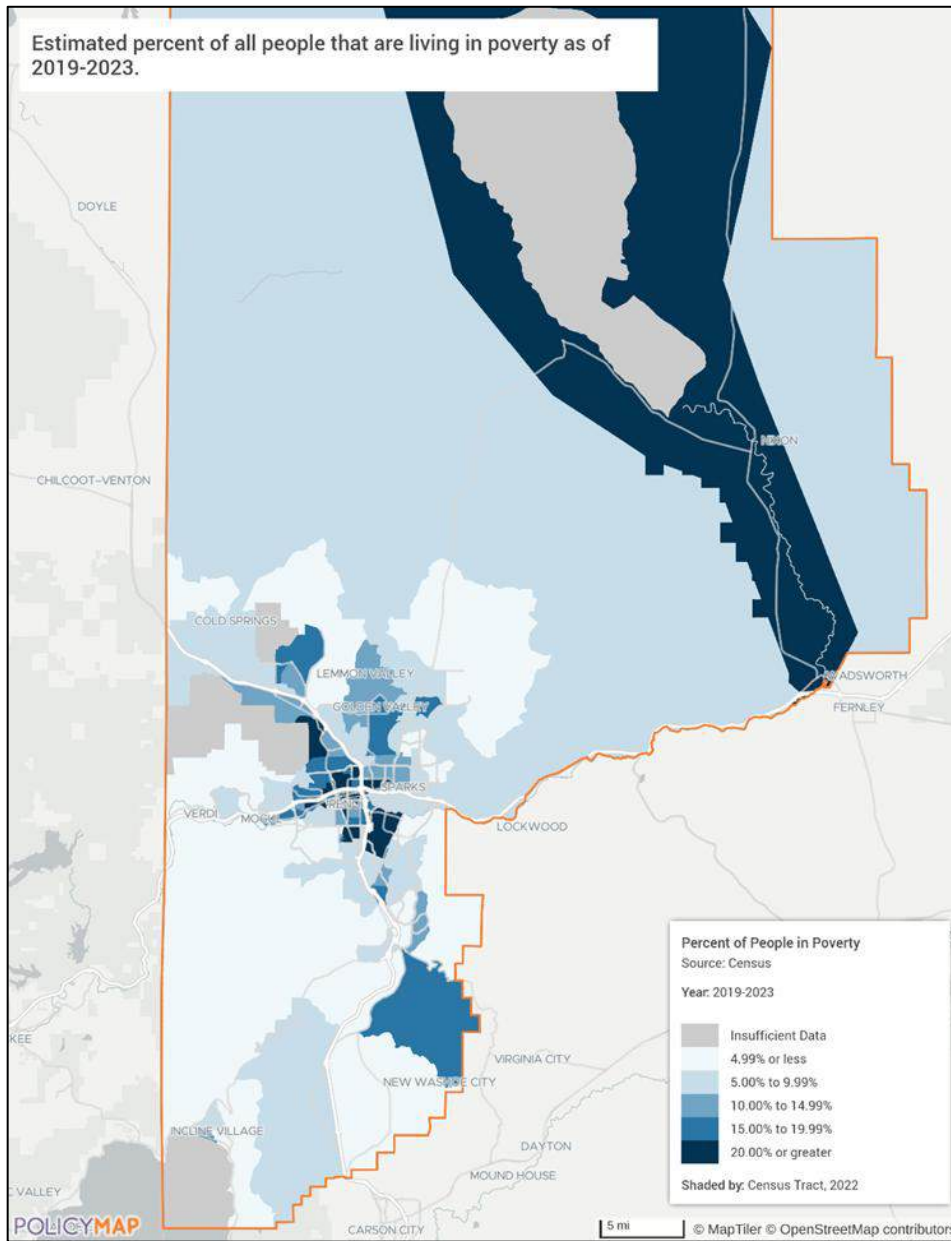 Estimated percent of all people that are living in poverty as of
2019-2023.
DOYLE
CHILCOOT-VENTON
NIXON
COLD SPRINGS
LEMMON VALLEY
GOLDEN VALLEY
WADSWORTH
FERNLEY
SPARKS
RENO
VERDI
LOCKWOOD
Percent of People in Poverty
Source: Census
Year: 2019-2023
Insufficient Data
4.99% or less
5.00% to 9.99%
10.00% to 14.99%
15.00% to 19.99%
20.00% or greater
Shaded by: Census Tract, 2022
KEE
VIRGINIA CITY
NEW WASHOE CITY
INCLINE VILLAGE
DAYTON
MOUND HOUSE
C VALLEY
CARSON CITY
POLICYMAP
5 mi
© MapTiler © OpenStreetMap contributors